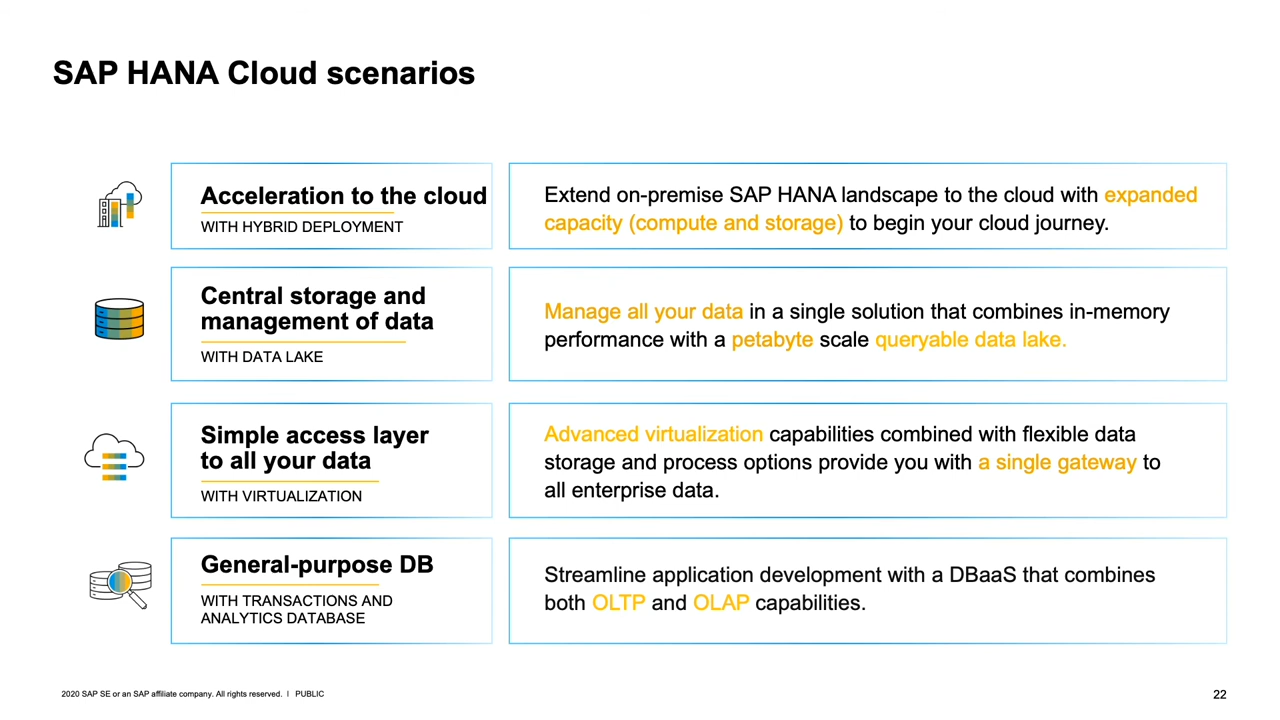 SAP HANA Cloud scenarios
Acceleration to the cloud
WITH HYBRID DEPLOYMENT
Extend on-premise SAP HANA landscape to the cloud with expanded
capacity (compute and storage) to begin your cloud journey.
Central storage and
management of data
WITH DATA LAKE
Manage all your data in a single solution that combines in-memory
performance with a petabyte scale queryable data lake.
Simple access layer
to all your data
WITH VIRTUALIZATION
Advanced virtualization capabilities combined with flexible data
storage and process options provide you with a single gateway to
all enterprise data.
General-purpose DB
WITH TRANSACTIONS AND
ANALYTICS DATABASE
Streamline application development with a DBaaS that combines
both OLTP and OLAP capabilities.
2020 SAP SE or an SAP affiliate company. All rights reserved. I PUBLIC
22